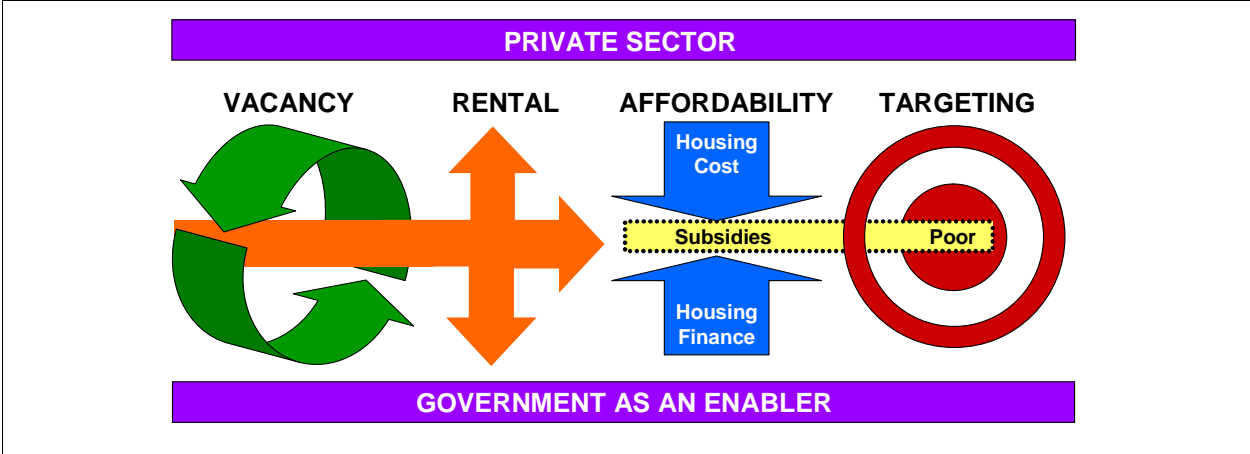 PRIVATE SECTOR
VACANCY
RENTAL
AFFORDABILITY
TARGETING
Housing
Cost
Subsidies
Poor
Housing
Finance
GOVERNMENT AS AN ENABLER